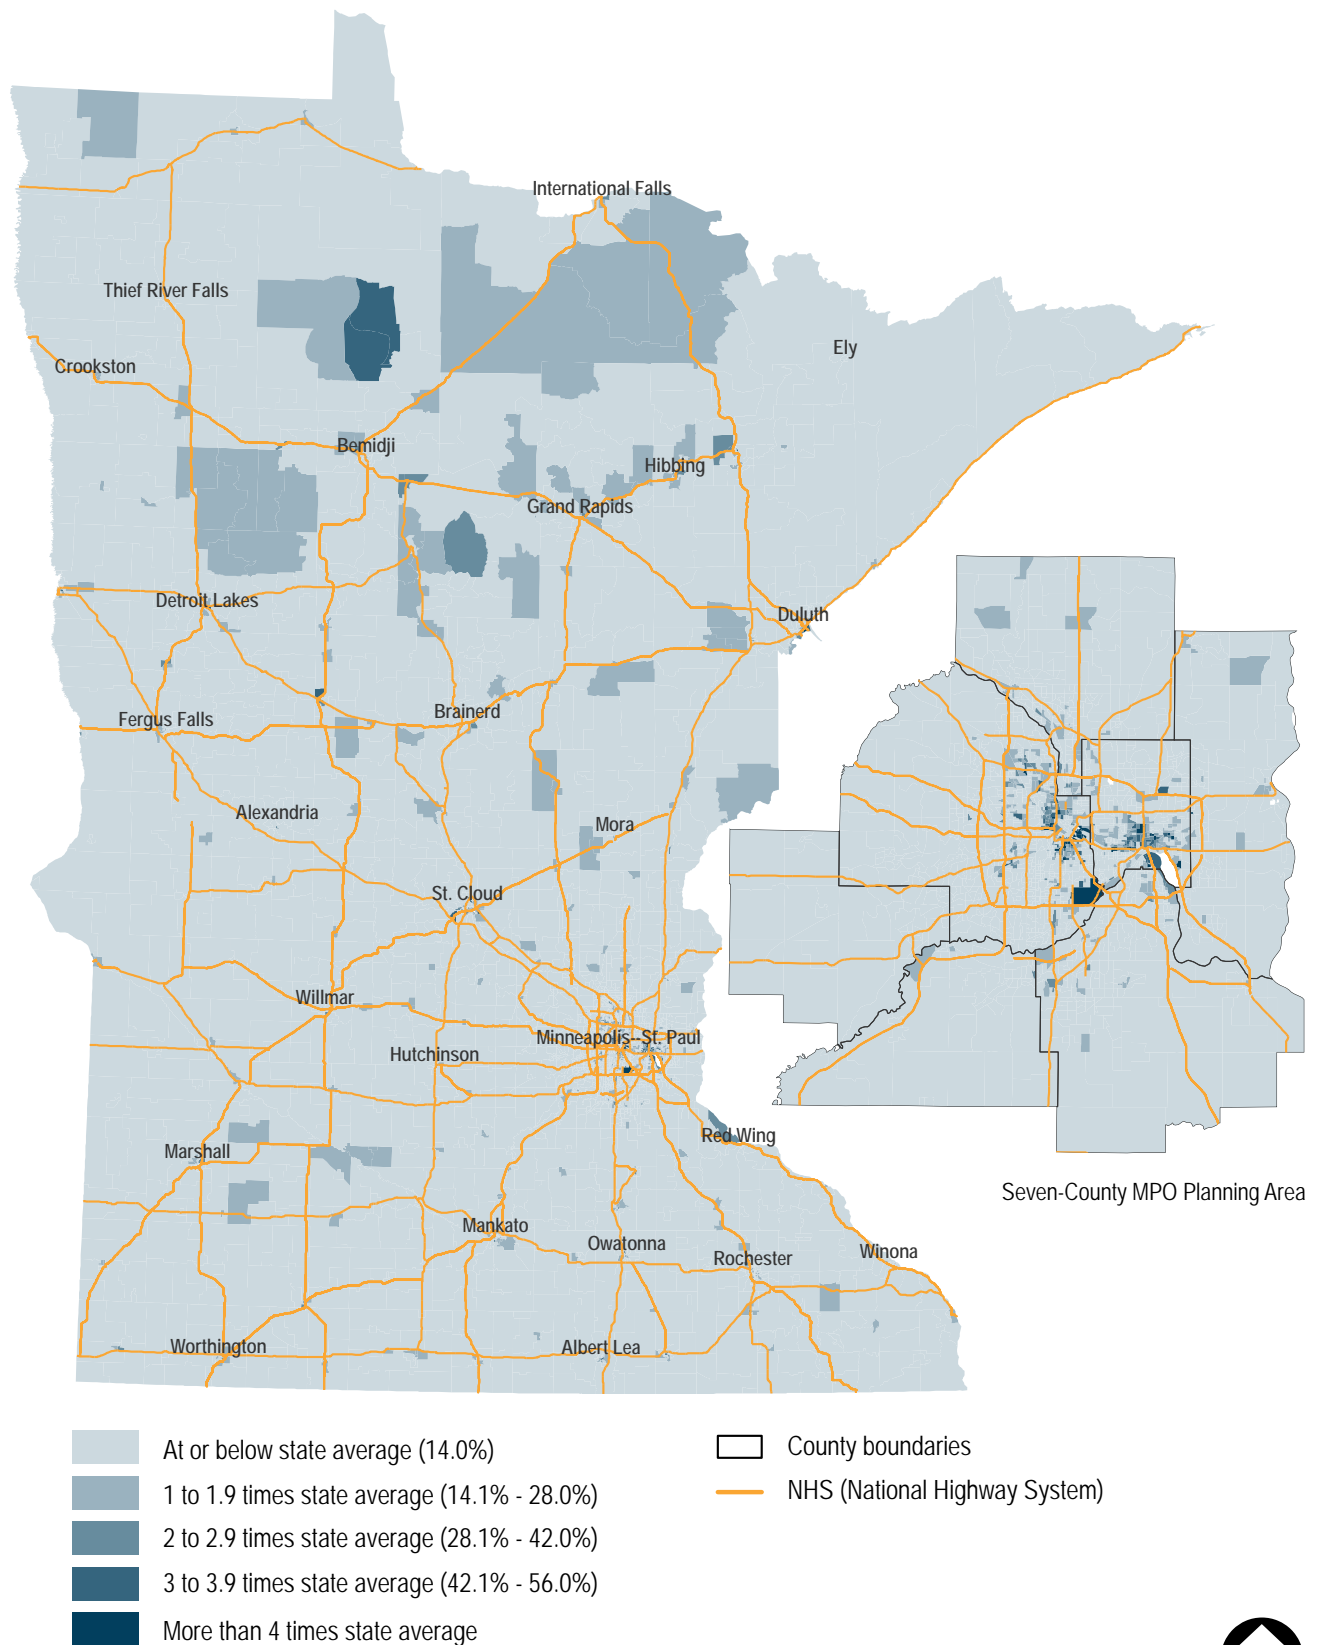 International Falls
Thief River Falls
Ely
Crookston
Bemidji
Hibbing
Grand Rapids
Detroit Lakes
Duluth
Brainerd
Fergus Falls
Alexandria
Mora
St. Cloud
Willmar
Minneapolis--St. Paul
Hutchinson
Red Wing
Marshall
Seven-County MPO Planning Area
Mankato
Owatonna
Rochester
Winona
Worthington
Albert Lea
At or below state average (14.0%)
1 to 1.9 times state average (14.1% - 28.0%)
2 to 2.9 times state average (28.1% - 42.0%)
3 to 3.9 times state average (42.1% - 56.0%)
More than 4 times state average
County boundaries
NHS (National Highway System)